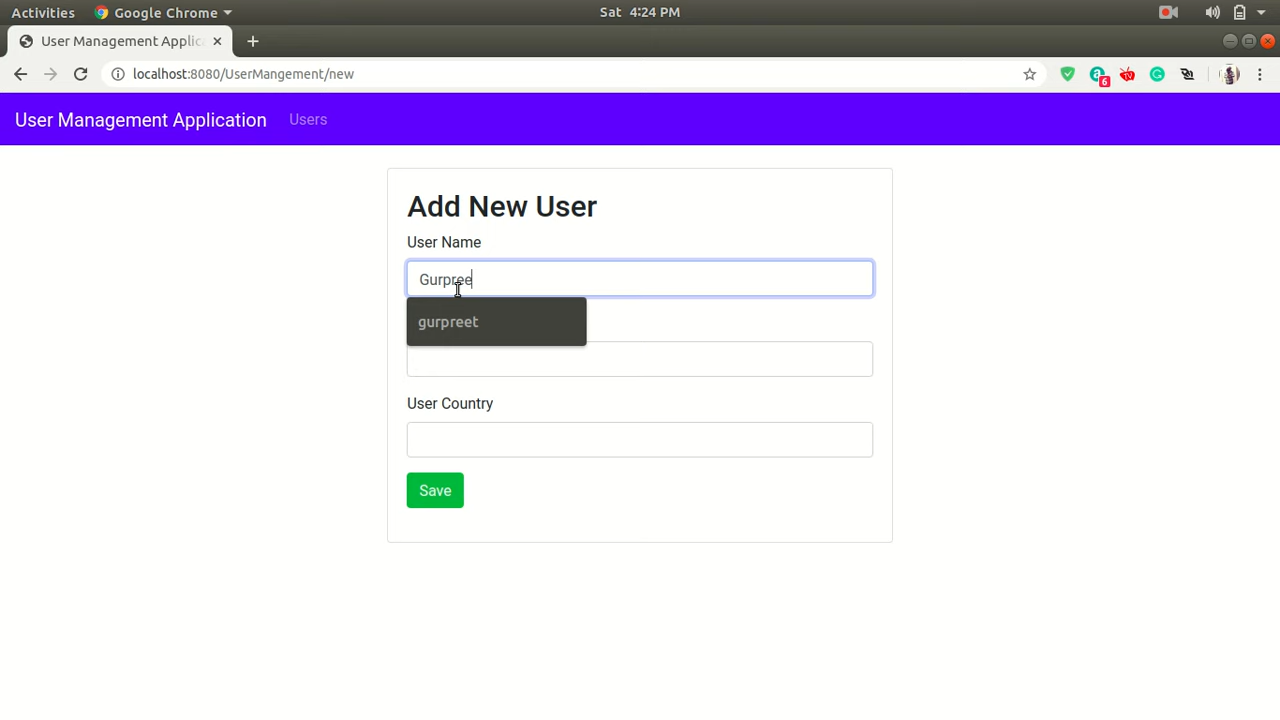 Activities Google Chrome Sat 4:24 PM
User Management Applic
localhost:8080/UserMangement/new 6
User Management Application Users
Add New User
User Name
Gurpree
gurpreet
User Country
Save